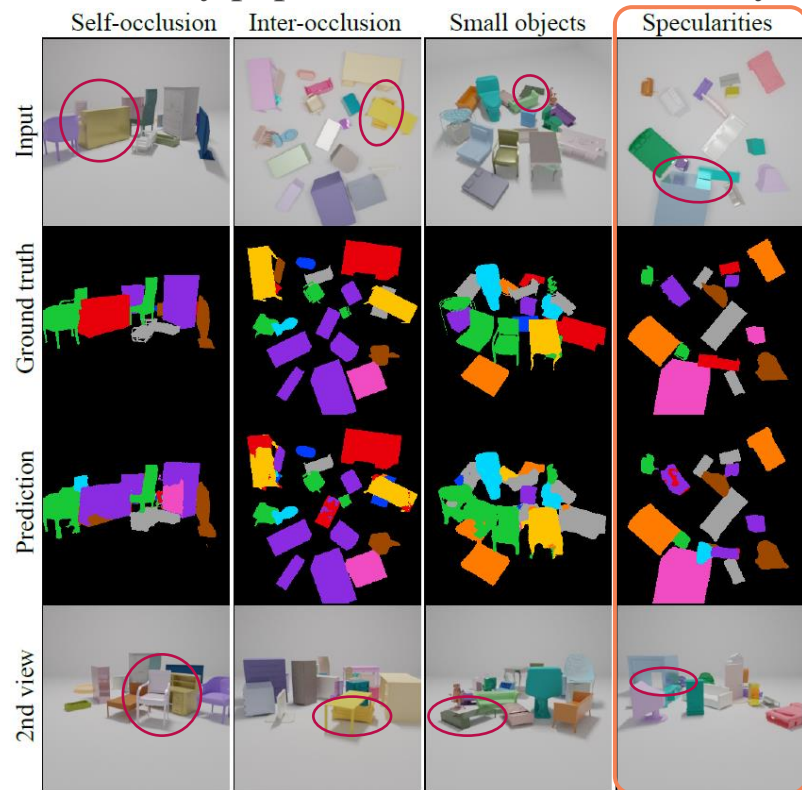 Self-occlusion Inter-occlusion Small objects Specularities
Input
Ground truth
Prediction
2nd view